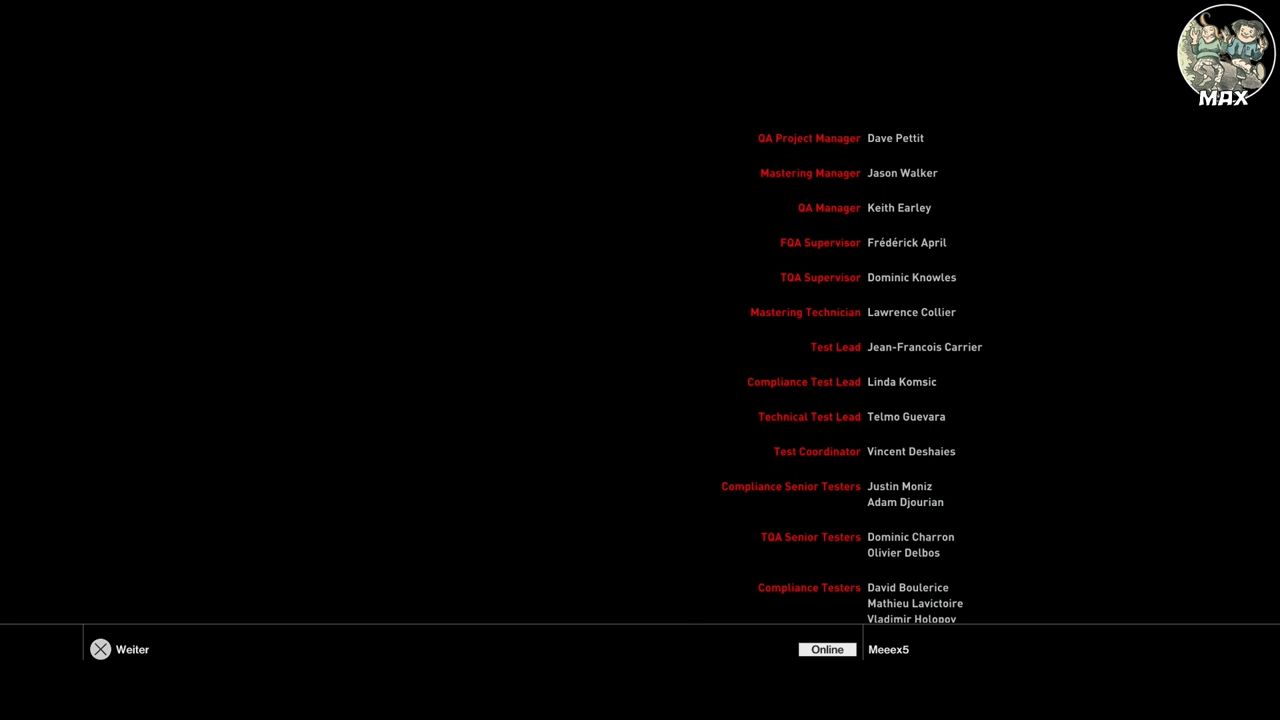 MAX
QA Project Manager Dave Pettit
Mastering Manager Jason Walker
QA Manager Keith Earley
FQA Supervisor Frédérick April
TQA Supervisor Dominic Knowles
Mastering Technician Lawrence Collier
Test Lead Jean-Francois Carrier
Compliance Test Lead Linda Komsic
Technical Test Lead Telmo Guevara
Test Coordinator Vincent Deshaies
Compliance Senior Testers Justin Moniz
Adam Djourian
TQA Senior Testers Dominic Charron
Olivier Delbos
Compliance Testers David Boulerice
Mathieu Lavictoire
Vladimir Holopov
Weiter Online Meeex5